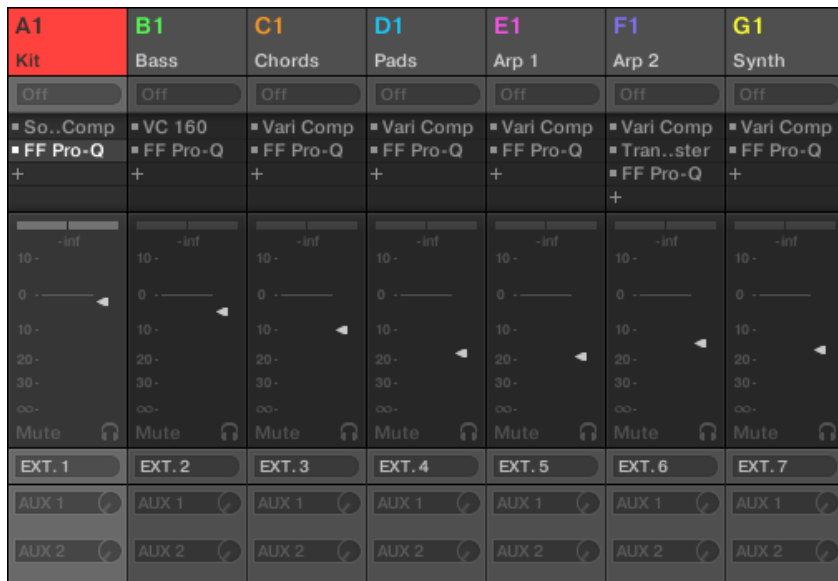 A1 B1 C1 D1 E1 F1 G1
Kit Bass Chords Pads Arp 1 Arp 2 Synth
Off Off Off Off Off Off Off
So..Comp VC 160 Vari Comp Vari Comp Vari Comp Vari Comp Vari Comp
FF Pro-Q FF Pro-Q FF Pro-Q FF Pro-Q FF Pro-Q Tran..ster FF Pro-Q
+ + + + + FF Pro-Q +
+
-inf -inf -inf -inf -inf -inf -inf
10- 10- 10- 10- 10- 10- 10-
0 - 0 - 0 - 0 - 0 - 0 - 0 -
10- 10- 10- 10- 10- 10- 10-
20- 20- 20- 20- 20- 20- 20-
30- 30- 30- 30- 30- 30- 30-
∞- ∞- ∞- ∞- ∞- ∞- ∞-
Mute Mute Mute Mute Mute Mute Mute
EXT. 1 EXT. 2 EXT. 3 EXT. 4 EXT. 5 EXT. 6 EXT. 7
AUX 1 AUX 1 AUX 1 AUX 1 AUX 1 AUX 1 AUX 1
AUX 2 AUX 2 AUX 2 AUX 2 AUX 2 AUX 2 AUX 2